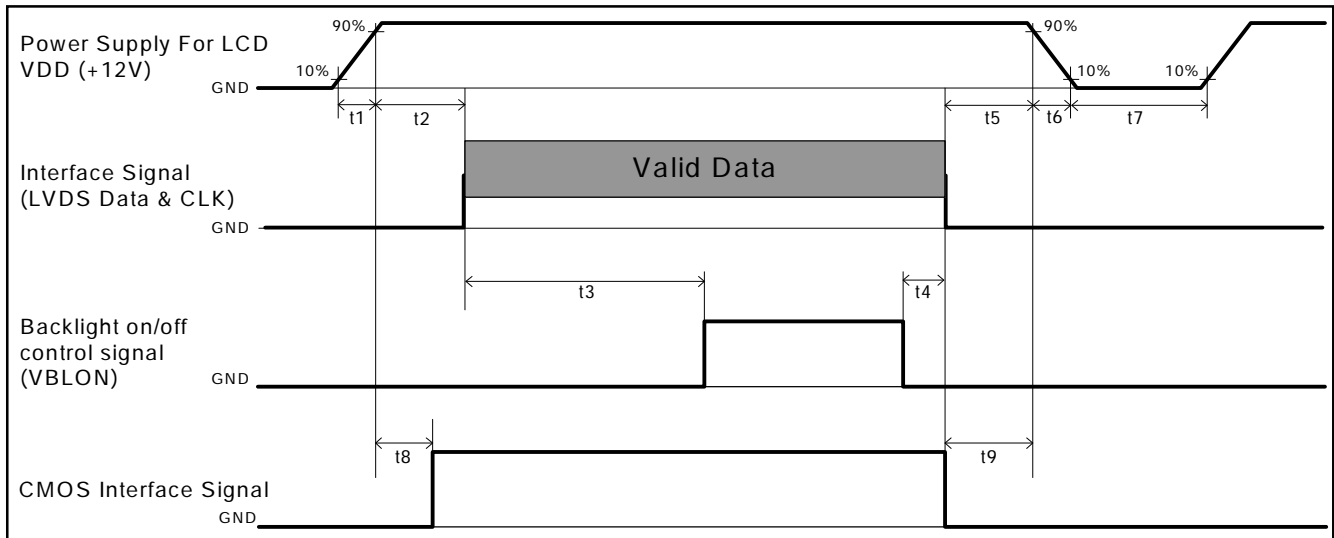 Power Supply For LCD
VDD (+12V)
90%
10%
GND
90%
10%
10%
t1
t2
t5
t6
t7
Interface Signal
(LVDS Data & CLK)
Valid Data
GND
t3
t4
Backlight on/off
control signal
(VBLON)
GND
t8
t9
CMOS Interface Signal
GND